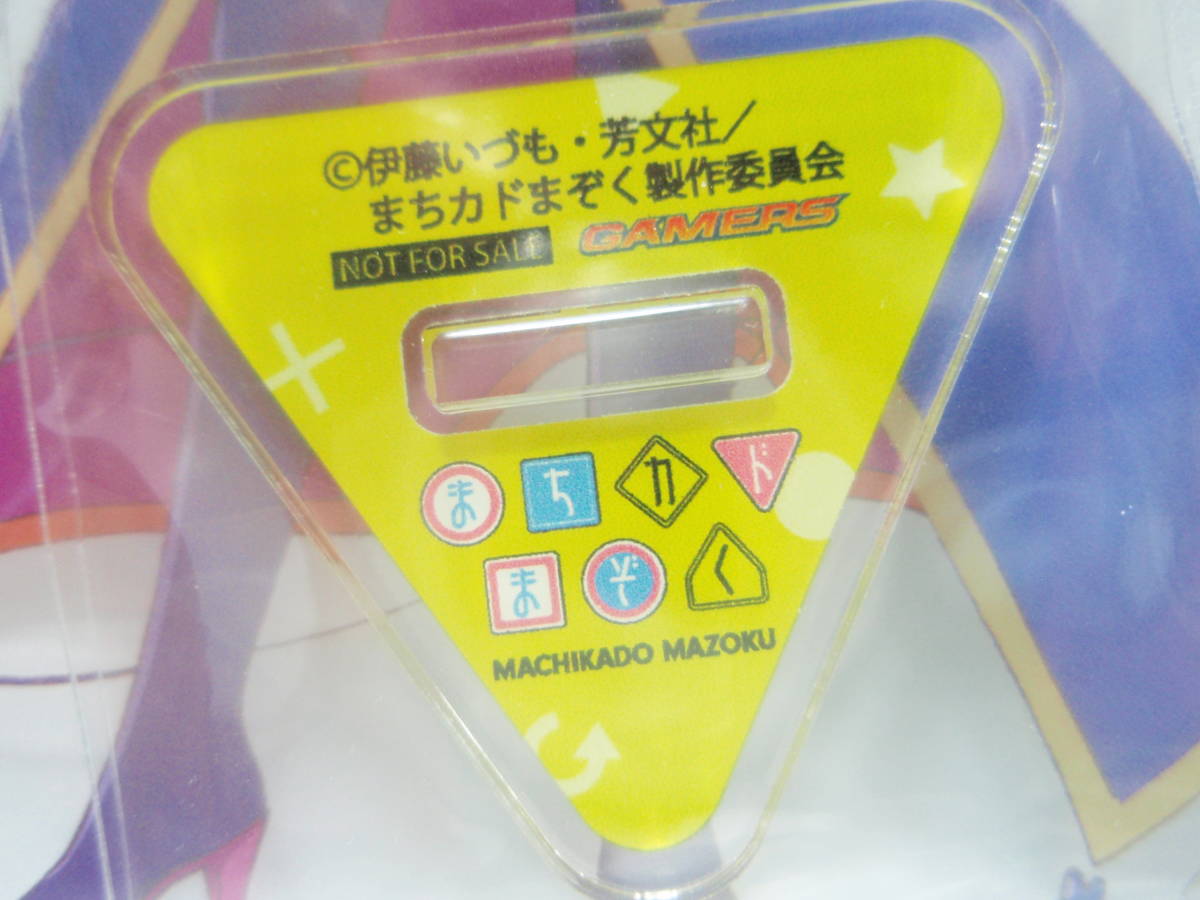 ©伊藤いづも・芳文社／
まちカドまぞく製作委員会
NOT FOR SALE GAMERS
まちカド
まぞく
MACHIKADO MAZOKU